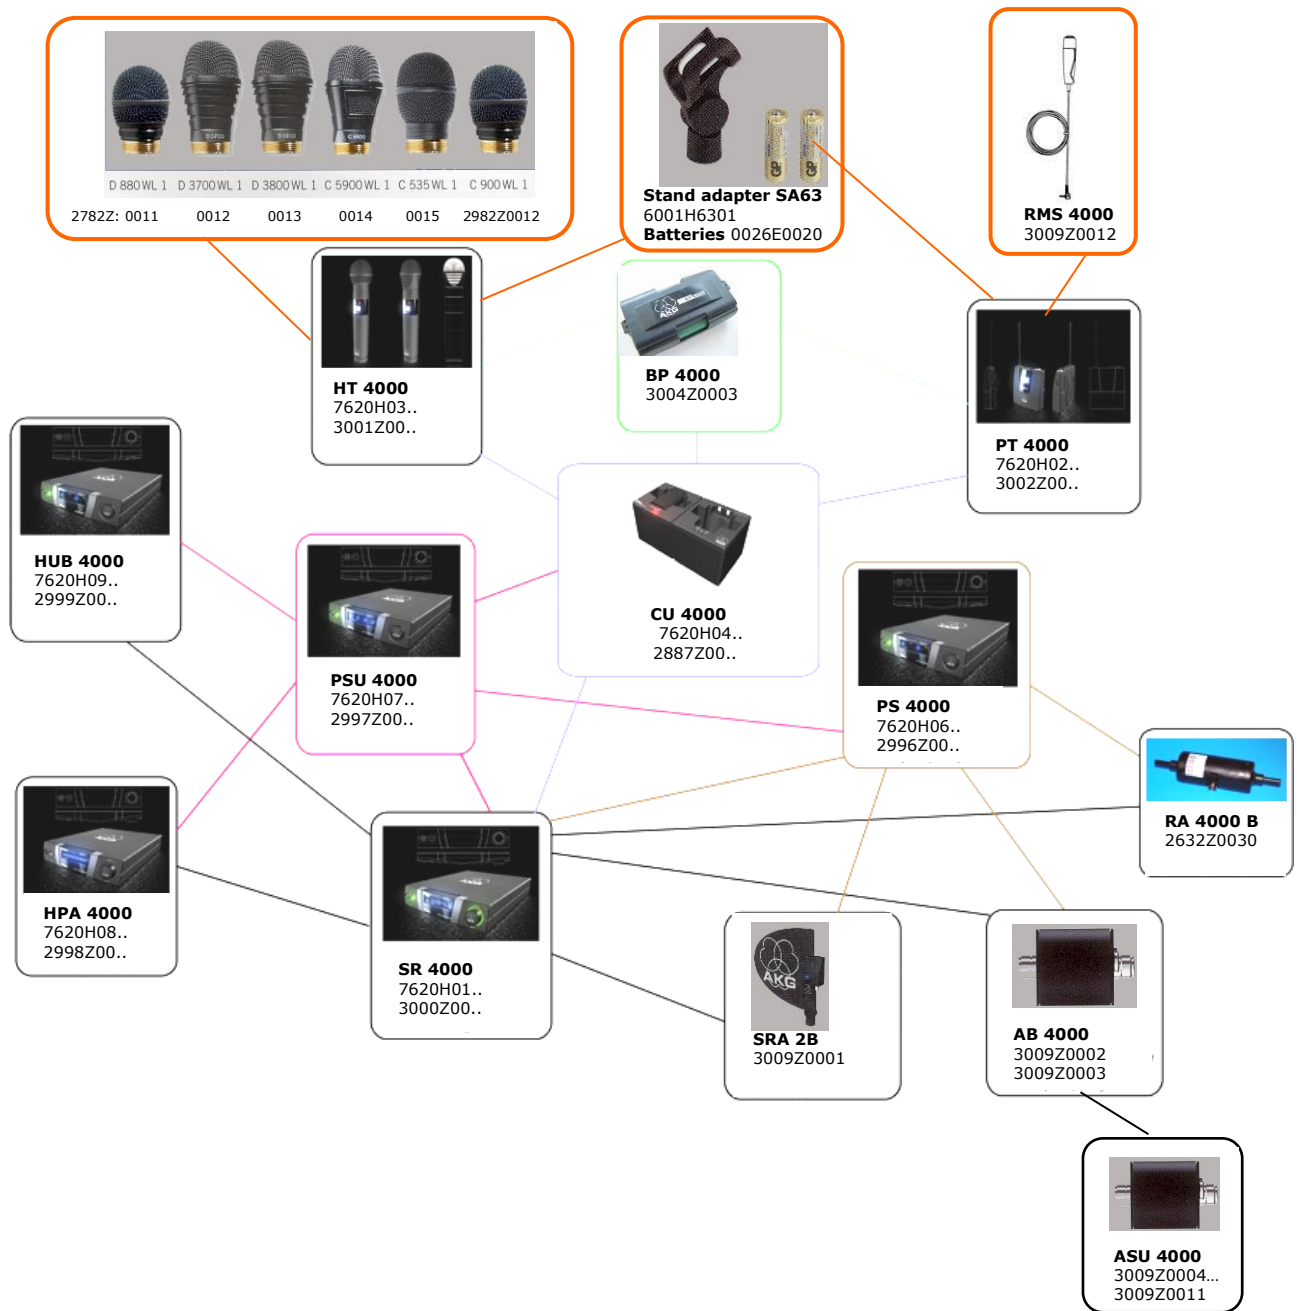 D 880 WL 1 D 3700 WL 1 D 3800 WL 1 C 5900 WL 1 C 535 WL 1 C 900 WL 1
2782Z: 0011 0012 0013 0014 0015 2982Z0012
Stand adapter SA63
6001H6301
Batteries 0026E0020
GP GP
RMS 4000
3009Z0012
HT 4000
7620H03..
3001Z00..
AKG
BP 4000
3004Z0003
PT 4000
7620H02..
3002Z00..
HUB 4000
7620H09..
2999Z00..
PSU 4000
7620H07..
2997Z00..
CU 4000
7620H04..
2887Z00..
PS 4000
7620H06..
2996Z00..
RA 4000 B
2632Z0030
HPA 4000
7620H08..
2998Z00..
SR 4000
7620H01..
3000Z00..
AKG
SRA 2B
3009Z0001
AB 4000
3009Z0002
3009Z0003
ASU 4000
3009Z0004...
3009Z0011